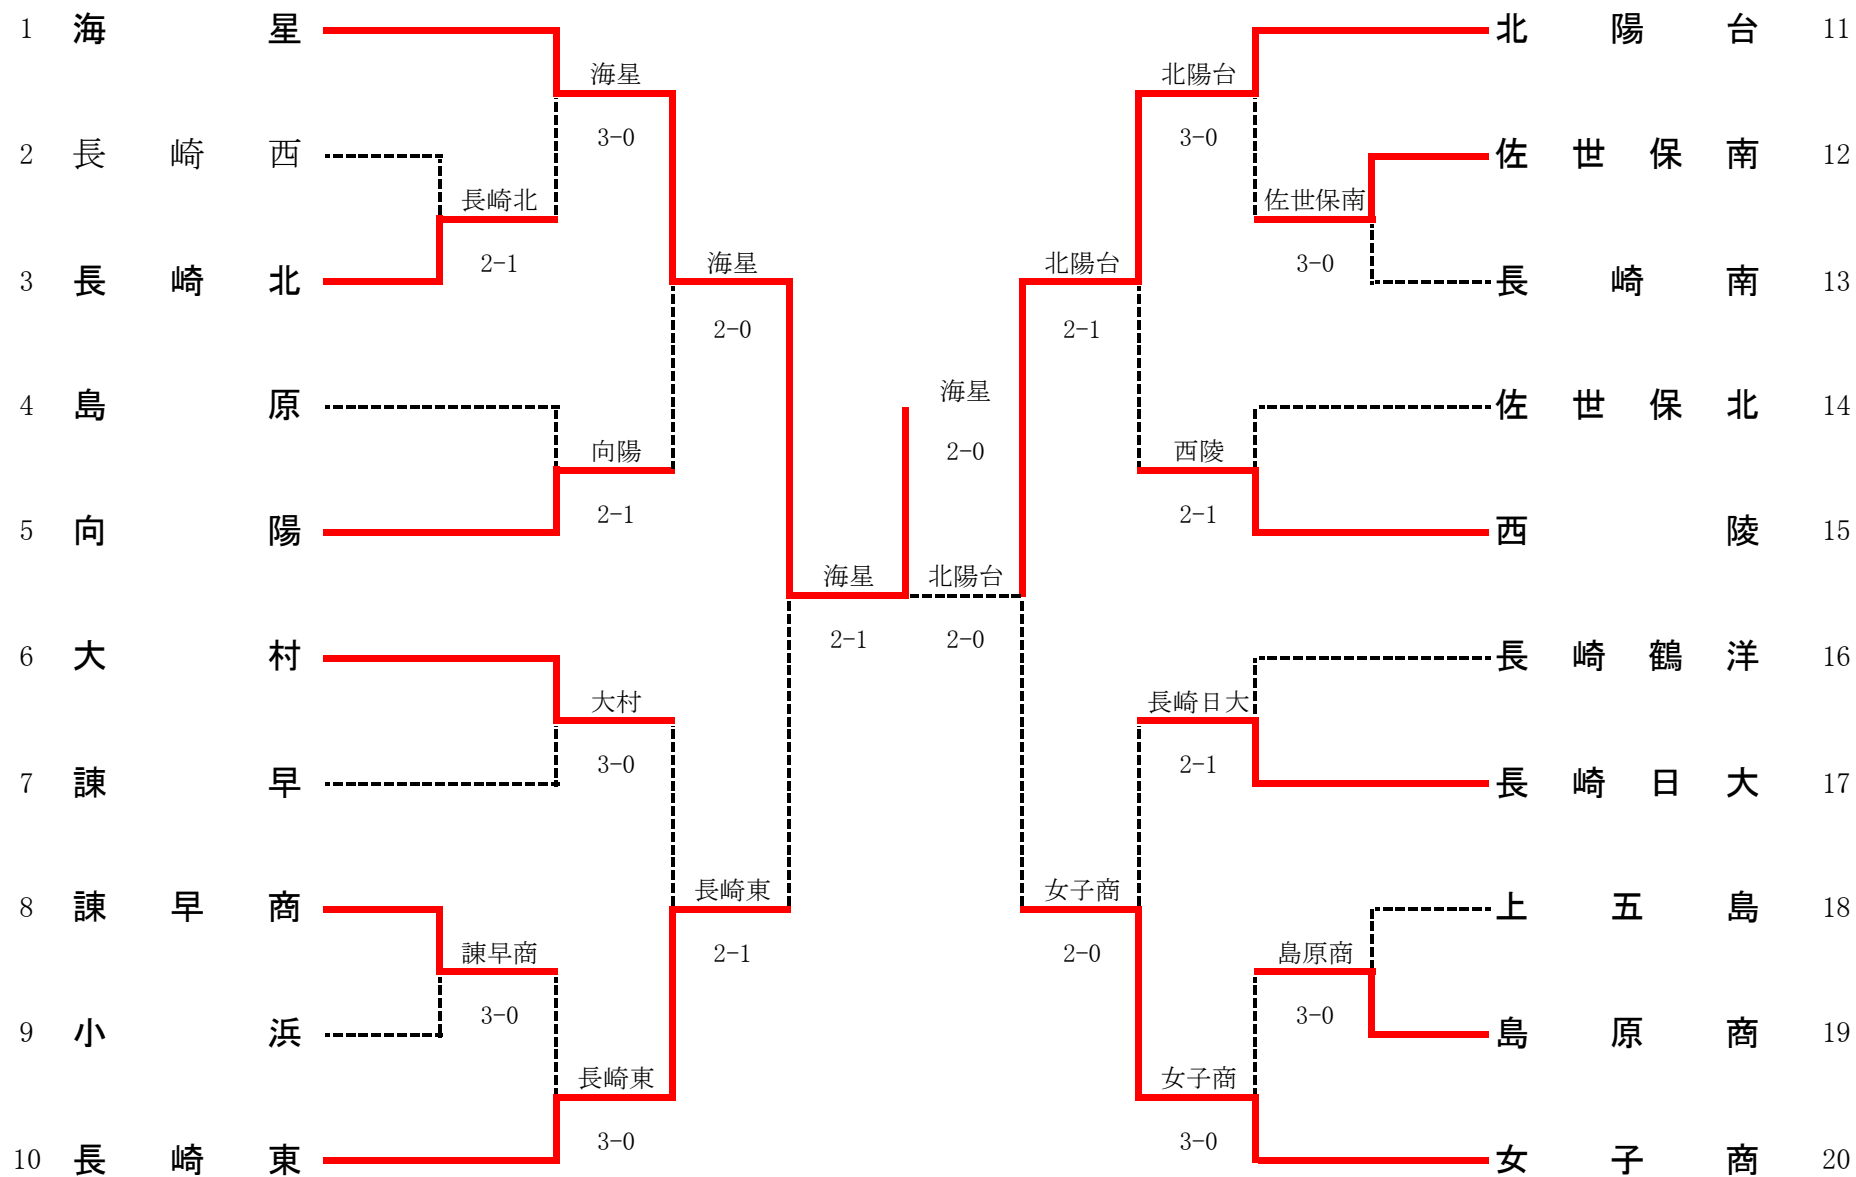 1 海星 北陽台 11
海星 北陽台
3-0 3-0
2 長崎西 佐世保南 12
長崎北 佐世保南
2-1 3-0
3 長崎北 長崎南 13
海星 北陽台
2-0 2-1
海星
4 島原 佐世保北 14
向陽 2-0 西陵
2-1 2-1
5 向陽 西陵 15
海星 北陽台
2-1 2-0
6 大村 長崎鶴洋 16
大村 長崎日大
3-0 2-1
7 諫早 長崎日大 17
長崎東 女子商
8 諫早商 上五島 18
諫早商 2-1 2-0 島原商
3-0 3-0
9 小浜 島原商 19
長崎東 女子商
3-0 3-0
10 長崎東 女子商 20